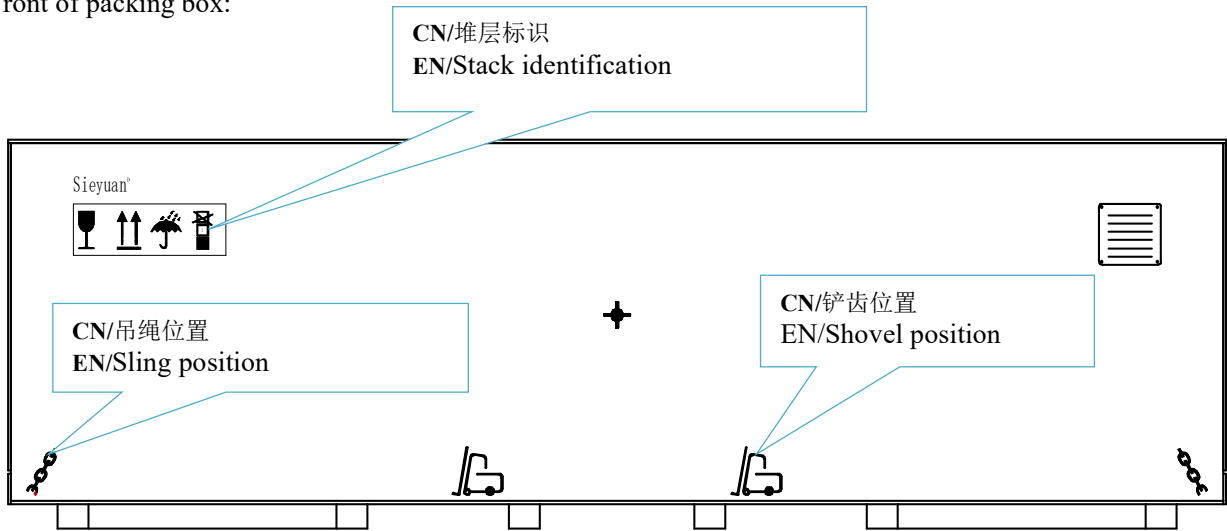 ront of packing box:
CN/堆层标识
EN/Stack identification
Sieyuan®
CN/吊绳位置
EN/Sling position
CN/铲齿位置
EN/Shovel position